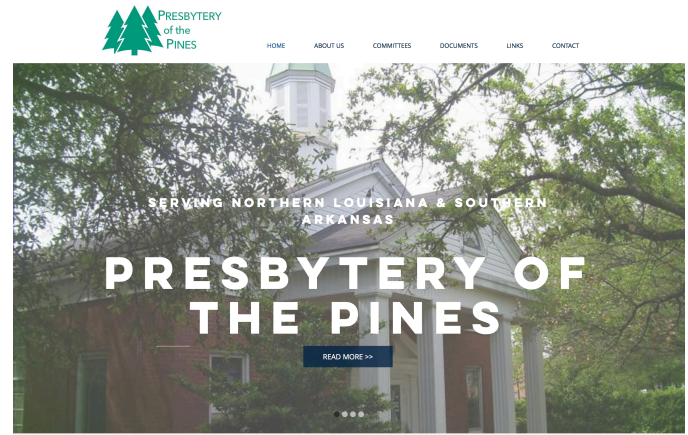 PRESBYTERY
of the
PINES
HOME ABOUT US COMMITTEES DOCUMENTS LINKS CONTACT
SERVING NORTHERN LOUISIANA & SOUTHERN
ARKANSAS
PRESBYTERY OF
THE PINES
READ MORE >>